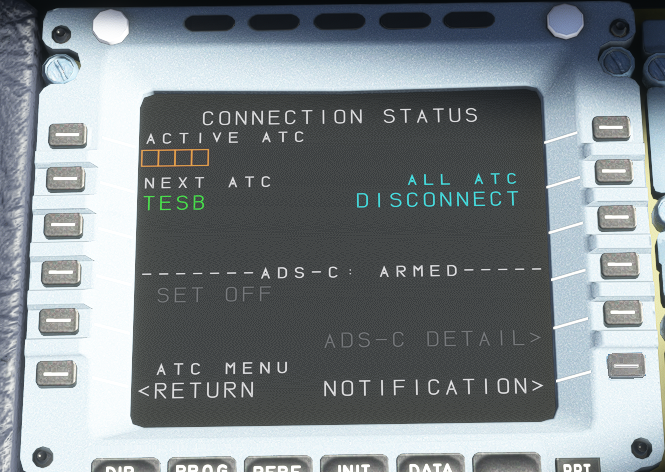 CONNECTION STATUS
ACTIVE ATC
NEXT ATC ALL ATC
TESB DISCONNECT
-------ADS-C: ARMED-----
SET OFF
ADS-C DETAIL>
ATC MENU
<RETURN NOTIFICATION>
DIR PROG PERF INIT DATA BRT